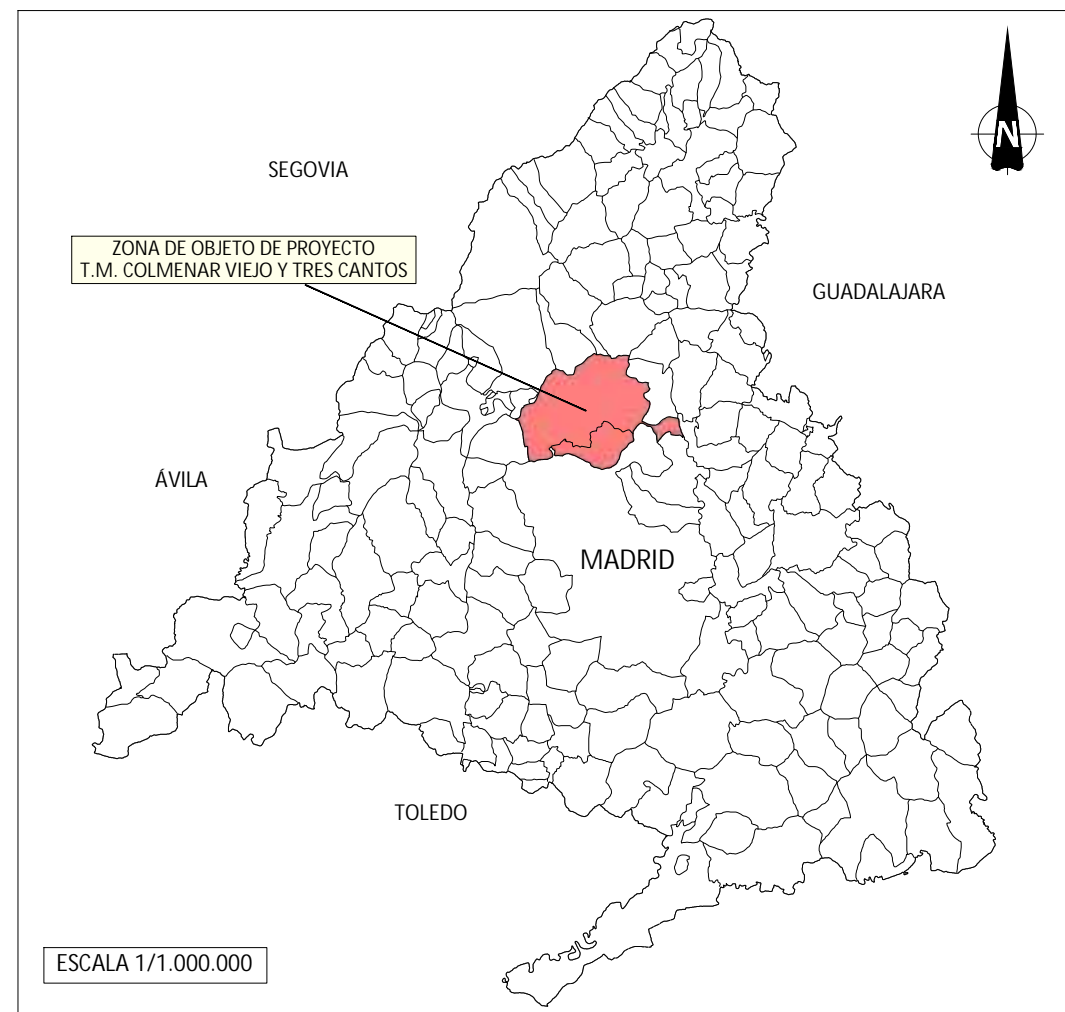 N
SEGOVIA
ZONA DE OBJETO DE PROYECTO
T.M. COLMENAR VIEJO Y TRES CANTOS
GUADALAJARA
ÁVILA
MADRID
TOLEDO
ESCALA 1/1.000.000